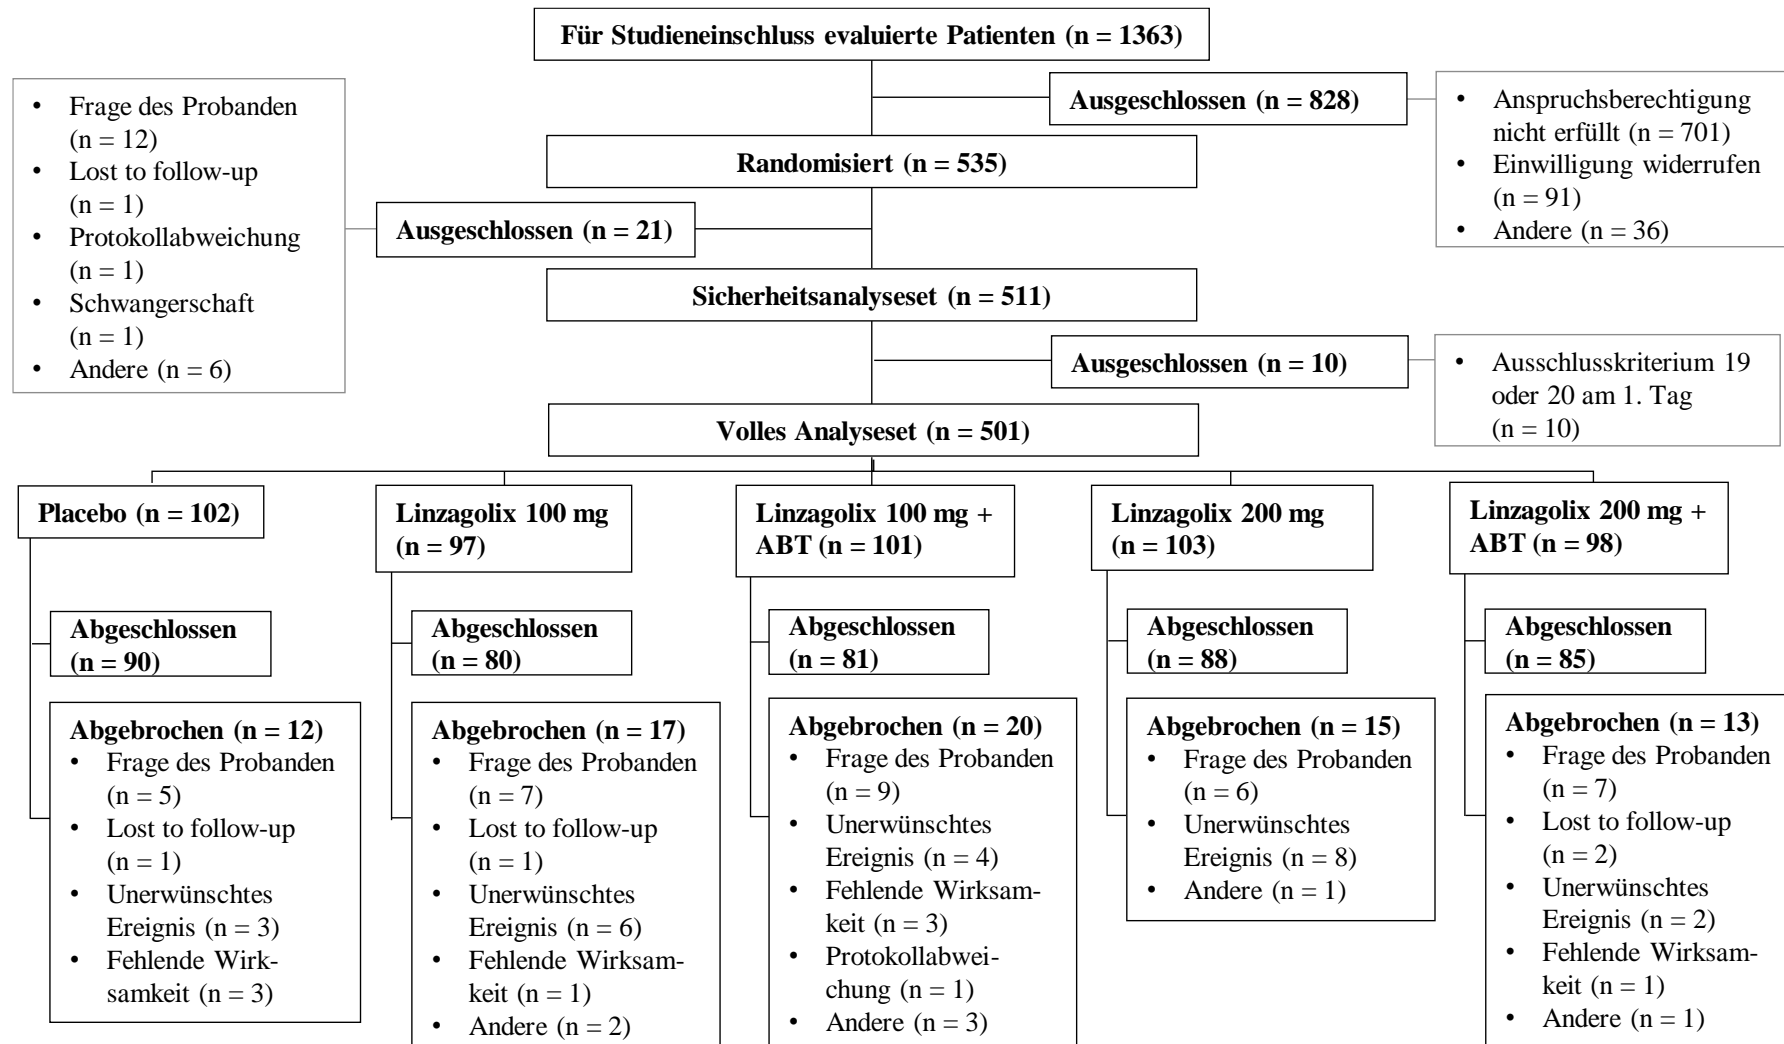 Für Studieneinschluss evaluierte Patienten (n = 1363)
Ausgeschlossen (n = 828)
• Anspruchsberechtigung
nicht erfüllt (n = 701)
• Einwilligung widerrufen
(n = 91)
• Andere (n = 36)
Randomisiert (n = 535)
• Frage des Probanden
(n = 12)
• Lost to follow-up
(n = 1)
• Protokollabweichung
(n = 1)
• Schwangerschaft
(n = 1)
• Andere (n = 6)
Ausgeschlossen (n = 21)
Sicherheitsanalyseset (n = 511)
Ausgeschlossen (n = 10)
• Ausschlusskriterium 19
oder 20 am 1. Tag
(n = 10)
Volles Analyseset (n = 501)
Placebo (n = 102)
Abgeschlossen
(n = 90)
Abgebrochen (n = 12)
• Frage des Probanden
(n = 5)
• Lost to follow-up
(n = 1)
• Unerwünschtes
Ereignis (n = 3)
• Fehlende Wirk-
samkeit (n = 3)
Linzagolix 100 mg
(n = 97)
Abgeschlossen
(n = 80)
Abgebrochen (n = 17)
• Frage des Probanden
(n = 7)
• Lost to follow-up
(n = 1)
• Unerwünschtes
Ereignis (n = 6)
• Fehlende Wirksam-
keit (n = 1)
• Andere (n = 2)
Linzagolix 100 mg +
ABT (n = 101)
Abgeschlossen
(n = 81)
Abgebrochen (n = 20)
• Frage des Probanden
(n = 9)
• Unerwünschtes
Ereignis (n = 4)
• Fehlende Wirksam-
keit (n = 3)
• Protokollabwei-
chung (n = 1)
• Andere (n = 3)
Linzagolix 200 mg
(n = 103)
Abgeschlossen
(n = 88)
Abgebrochen (n = 15)
• Frage des Probanden
(n = 6)
• Unerwünschtes
Ereignis (n = 8)
• Andere (n = 1)
Linzagolix 200 mg +
ABT (n = 98)
Abgeschlossen
(n = 85)
Abgebrochen (n = 13)
• Frage des Probanden
(n = 7)
• Lost to follow-up
(n = 2)
• Unerwünschtes
Ereignis (n = 2)
• Fehlende Wirksam-
keit (n = 1)
• Andere (n = 1)